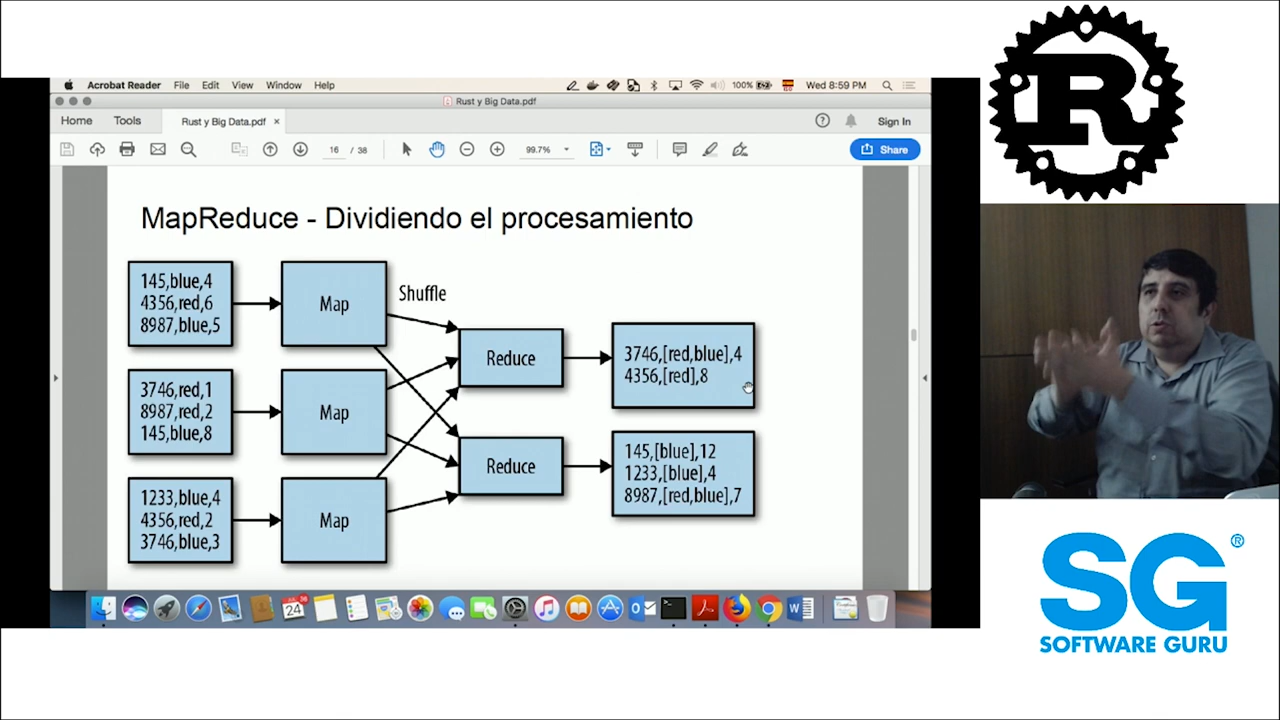 Acrobat Reader File Edit View Window Help 100% Wed 8:59 PM
Rust y Big Data.pdf
Home Tools Rust y Big Data.pdf × Sign In
16 / 38 99.7% Share
MapReduce - Dividiendo el procesamiento
145,blue,4
4356,red,6
8987,blue,5
Map
Shuffle
3746,red,1
8987,red,2
145,blue,8
Map
1233,blue,4
4356,red,2
3746,blue,3
Map
Reduce
Reduce
3746,[red,blue],4
4356,[red],8
145,[blue],12
1233,[blue],4
8987,[red,blue],7
24
R
SG®
SOFTWARE GURU